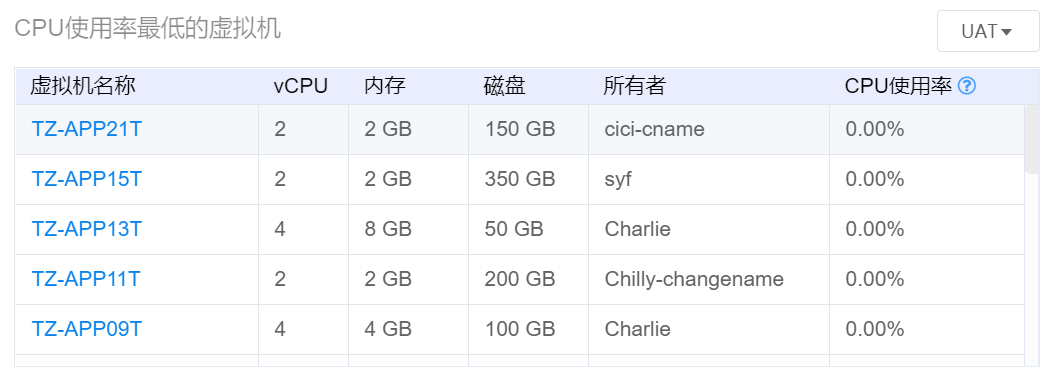 CPU使用率最低的虚拟机
UAT
虚拟机名称 vCPU 内存 磁盘 所有者 CPU使用率 ?
TZ-APP21T 2 2 GB 150 GB cici-cname 0.00%
TZ-APP15T 2 2 GB 350 GB syf 0.00%
TZ-APP13T 4 8 GB 50 GB Charlie 0.00%
TZ-APP11T 2 2 GB 200 GB Chilly-changename 0.00%
TZ-APP09T 4 4 GB 100 GB Charlie 0.00%